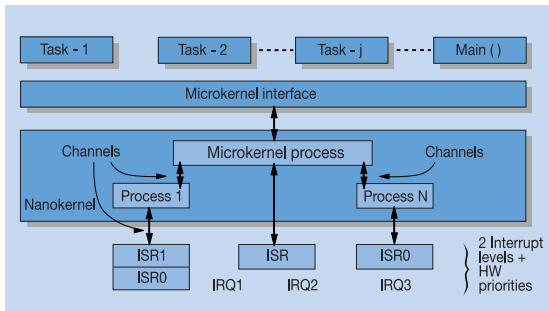 Task - 1
Task - 2
Task - j
Main ( )
Microkernel interface
Channels
Microkernel process
Channels
Process 1
Process N
Nanokernel
ISR1
ISR0
ISR
ISR0
IRQ1
IRQ2
IRQ3
2 Interrupt
levels +
HW
priorities